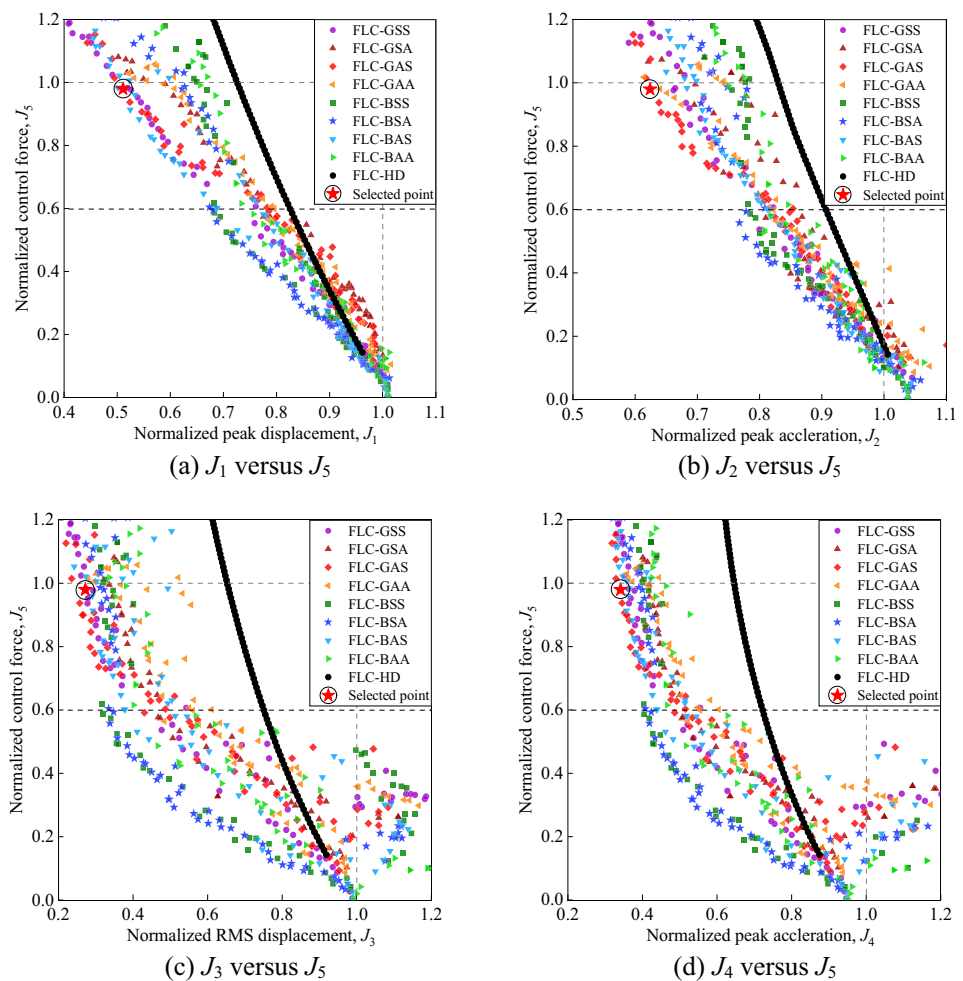 1.2
1.0
0.8
0.6
0.4
0.2
0.0
Normalized control force, J5
FLC-GSS
FLC-GSA
FLC-GAS
FLC-GAA
FLC-BSS
FLC-BSA
FLC-BAS
FLC-BAA
FLC-HD
Selected point
0.4 0.5 0.6 0.7 0.8 0.9 1.0 1.1
Normalized peak displacement, J1
(a) J1 versus J5
1.2
1.0
0.8
0.6
0.4
0.2
0.0
Normalized control force, J5
FLC-GSS
FLC-GSA
FLC-GAS
FLC-GAA
FLC-BSS
FLC-BSA
FLC-BAS
FLC-BAA
FLC-HD
Selected point
0.5 0.6 0.7 0.8 0.9 1.0 1.1
Normalized peak accleration, J2
(b) J2 versus J5
1.2
1.0
0.8
0.6
0.4
0.2
0.0
Normalized control force, J5
FLC-GSS
FLC-GSA
FLC-GAS
FLC-GAA
FLC-BSS
FLC-BSA
FLC-BAS
FLC-BAA
FLC-HD
Selected point
0.2 0.4 0.6 0.8 1.0 1.2
Normalized RMS displacement, J3
(c) J3 versus J5
1.2
1.0
0.8
0.6
0.4
0.2
0.0
Normalized control force, J5
FLC-GSS
FLC-GSA
FLC-GAS
FLC-GAA
FLC-BSS
FLC-BSA
FLC-BAS
FLC-BAA
FLC-HD
Selected point
0.2 0.4 0.6 0.8 1.0 1.2
Normalized peak accleration, J4
(d) J4 versus J5